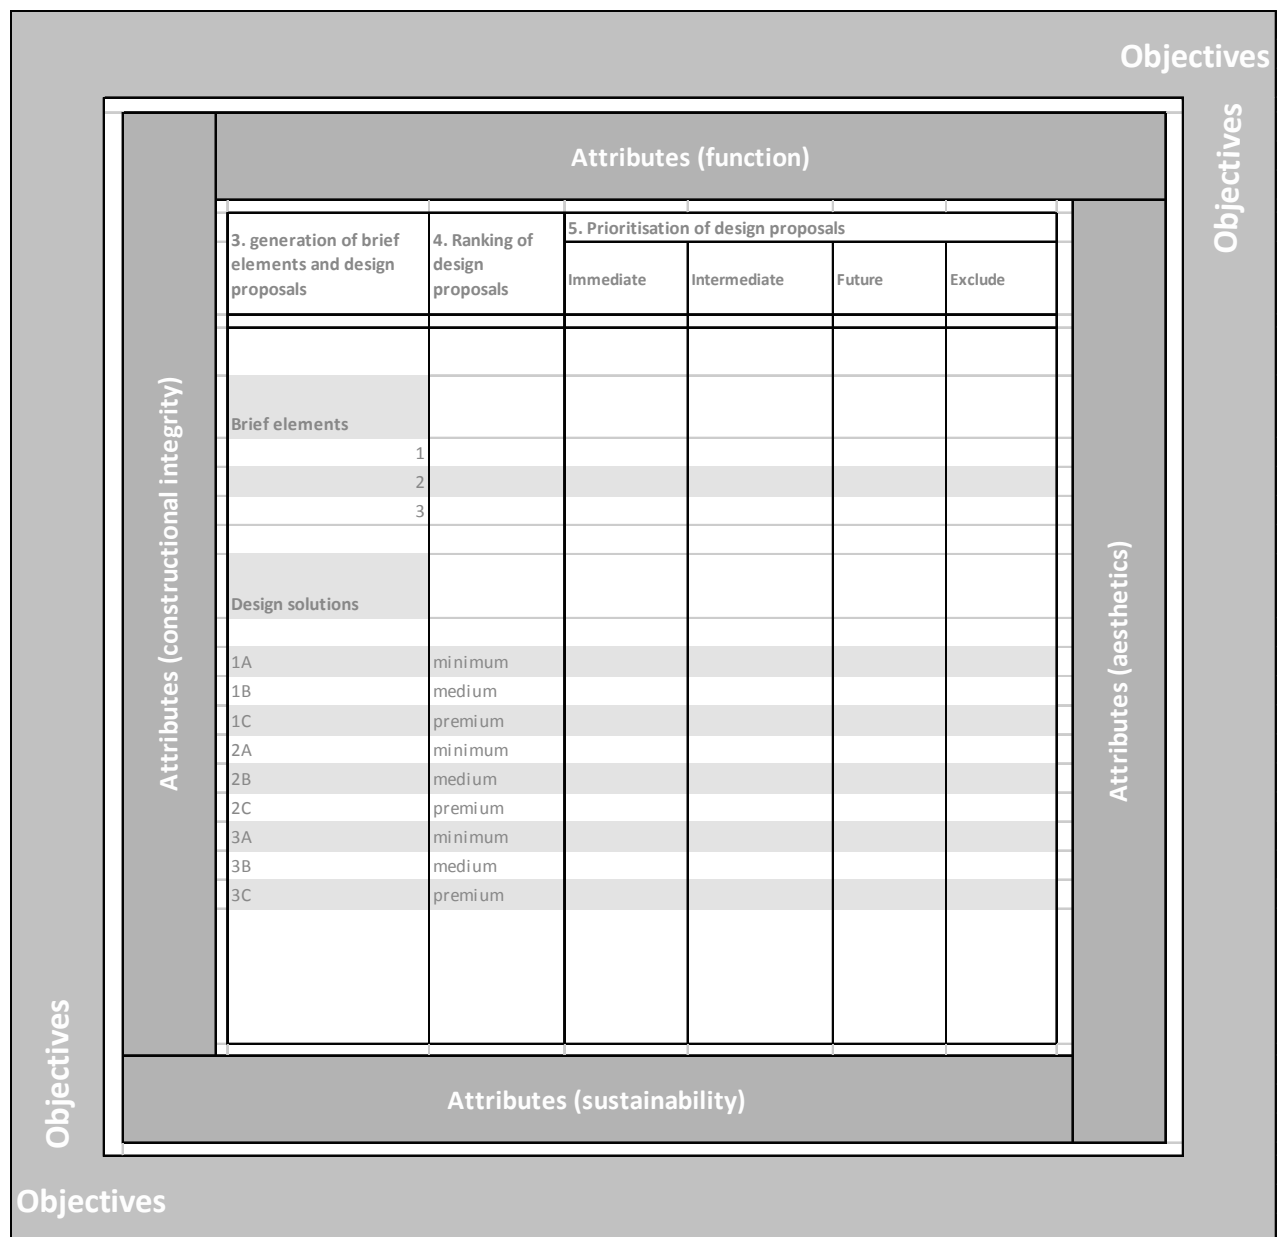 Objectives
Objectives
Attributes (function)
3. generation of brief
elements and design
proposals
4. Ranking of
design
proposals
5. Prioritisation of design proposals
Immediate
Intermediate
Future
Exclude
Attributes (constructional integrity)
Brief elements
1
2
3
Design solutions
1A minimum
1B medium
1C premium
2A minimum
2B medium
2C premium
3A minimum
3B medium
3C premium
Attributes (aesthetics)
Attributes (sustainability)
Objectives
Objectives